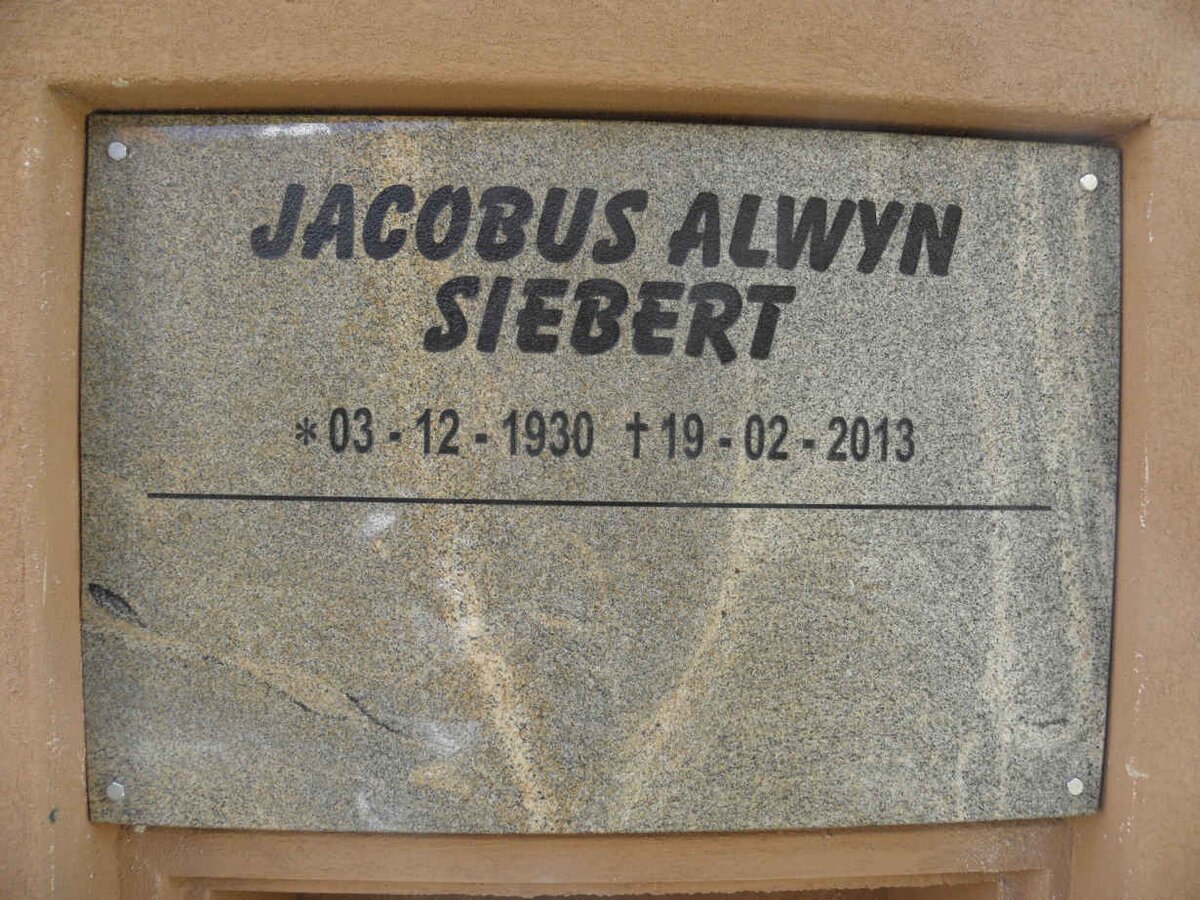 JACOBUS ALWYN
SIEBERT
* 03 - 12 - 1930 † 19 - 02 - 2013